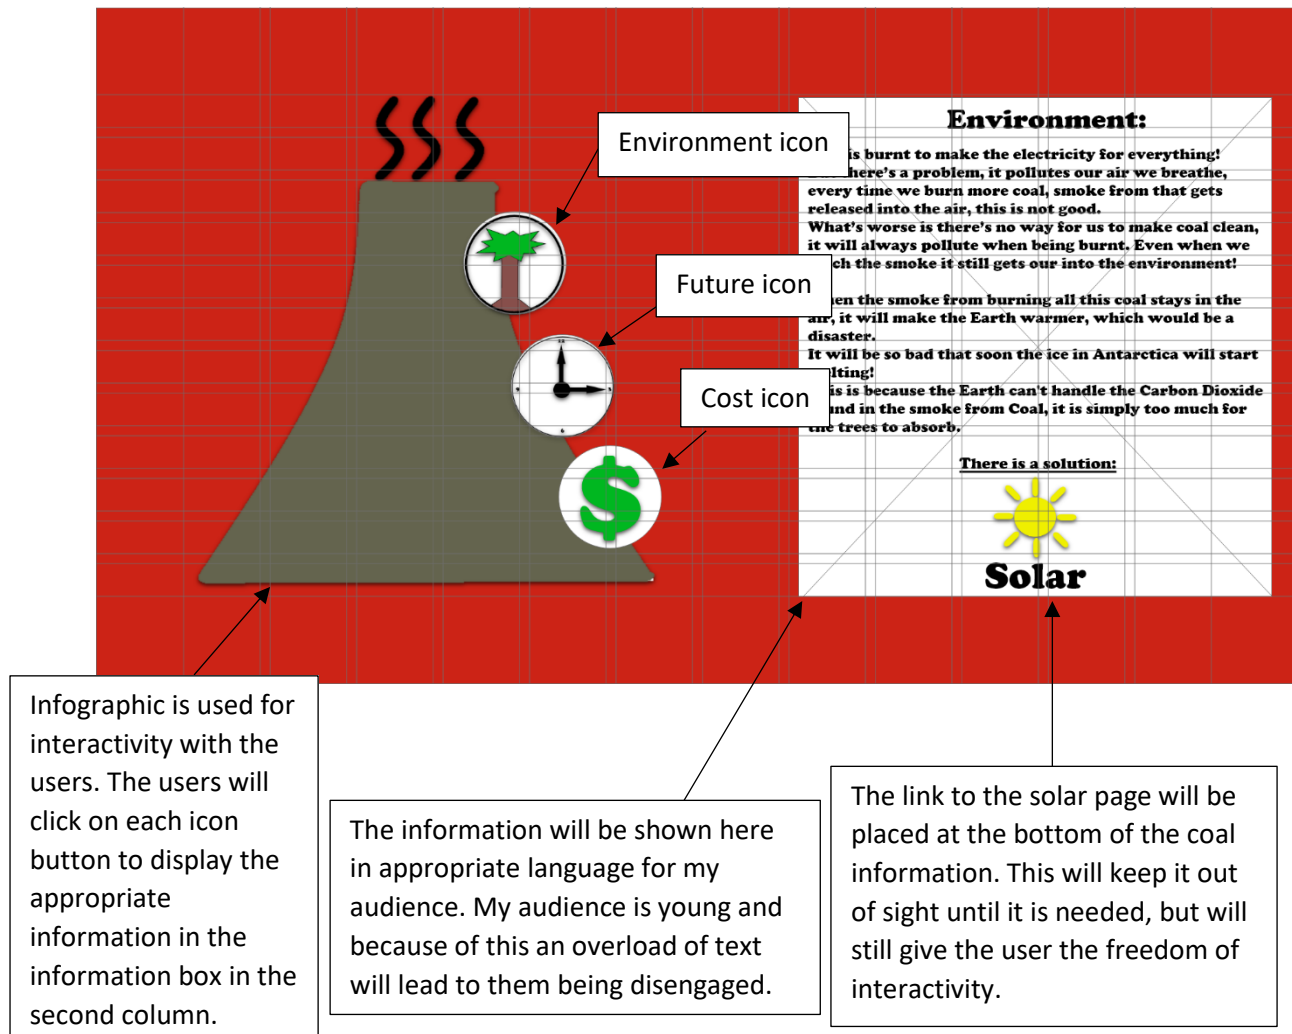 Environment:
is burnt to make the electricity for everything!
here's a problem, it pollutes our air we breathe,
every time we burn more coal, smoke from that gets
released into the air, this is not good.
What's worse is there's no way for us to make coal clean,
it will always pollute when being burnt. Even when we
the smoke it still gets our into the environment!
the smoke from burning all this coal stays in the
air, it will make the Earth warmer, which would be a
disaster.
It will be so bad that soon the ice in Antarctica will start
is because the Earth can't handle the Carbon Dioxide
in the smoke from Coal, it is simply too much for
the trees to absorb.
There is a solution:
Solar
Environment icon
Future icon
Cost icon
$
Infographic is used for
interactivity with the
users. The users will
click on each icon
button to display the
appropriate
information in the
information box in the
second column.
The information will be shown here
in appropriate language for my
audience. My audience is young and
because of this an overload of text
will lead to them being disengaged.
The link to the solar page will be
placed at the bottom of the coal
information. This will keep it out
of sight until it is needed, but will
still give the user the freedom of
interactivity.